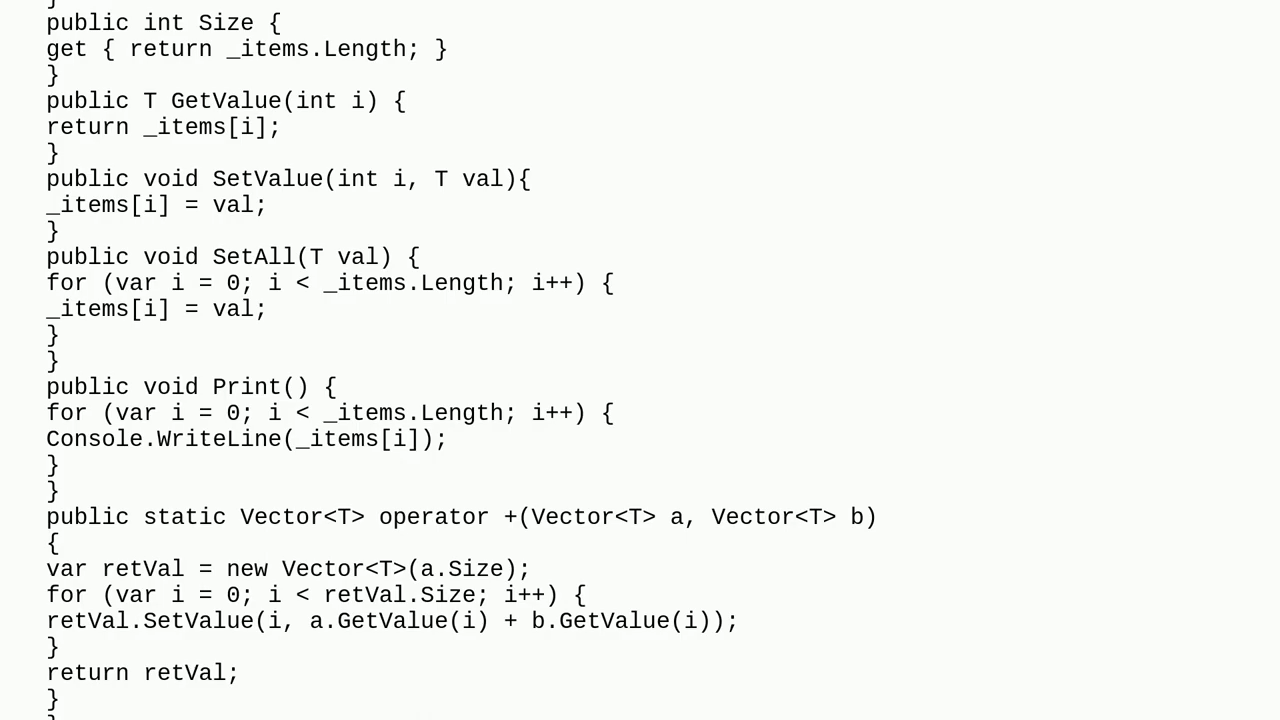 }
public int Size {
get { return _items.Length; }
}
public T GetValue(int i) {
return _items[i];
}
public void SetValue(int i, T val){
_items[i] = val;
}
public void SetAll(T val) {
for (var i = 0; i < _items.Length; i++) {
_items[i] = val;
}
}
public void Print() {
for (var i = 0; i < _items.Length; i++) {
Console.WriteLine(_items[i]);
}
}
public static Vector<T> operator +(Vector<T> a, Vector<T> b)
{
var retVal = new Vector<T>(a.Size);
for (var i = 0; i < retVal.Size; i++) {
retVal.SetValue(i, a.GetValue(i) + b.GetValue(i));
}
return retVal;
}
}